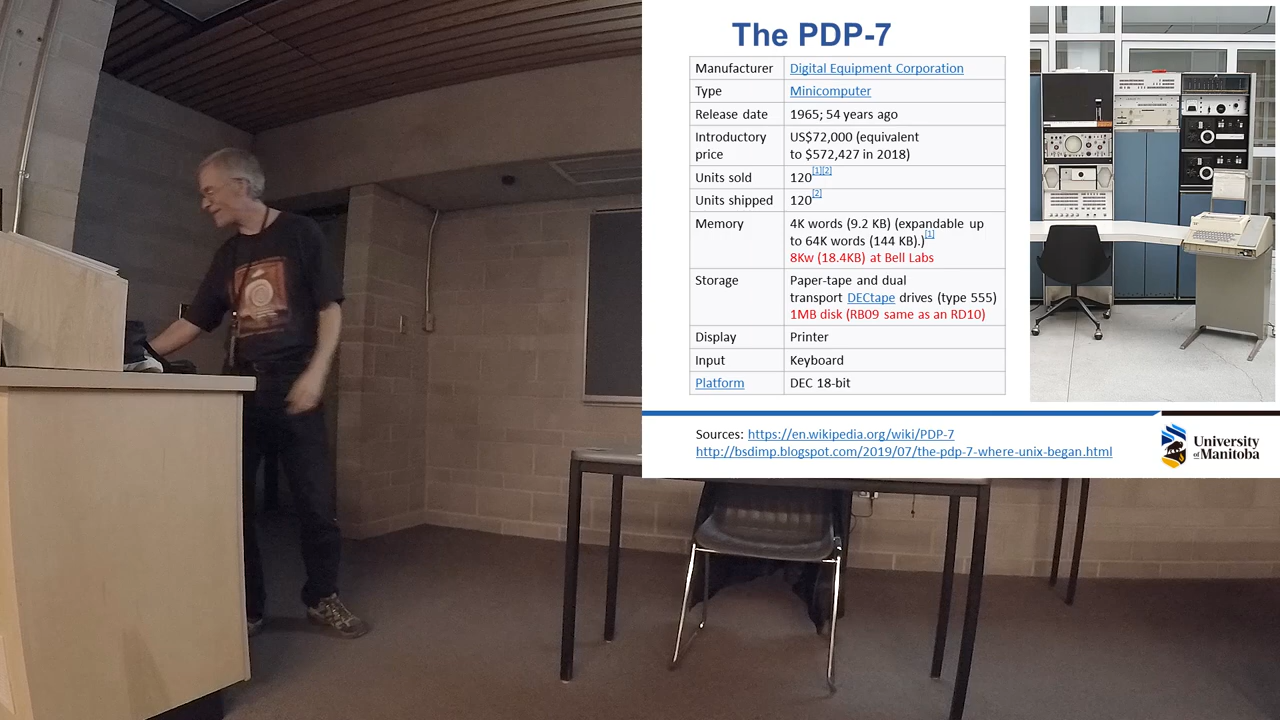 The PDP-7
Manufacturer Digital Equipment Corporation
Type Minicomputer
Release date 1965; 54 years ago
Introductory price US$72,000 (equivalent
to $572,427 in 2018)
Units sold 120[1][2]
Units shipped 120[2]
Memory 4K words (9.2 KB) (expandable up
to 64K words (144 KB).)[1]
8Kw (18.4KB) at Bell Labs
Storage Paper-tape and dual
transport DECtape drives (type 555)
1MB disk (RB09 same as an RD10)
Display Printer
Input Keyboard
Platform DEC 18-bit
Sources: https://en.wikipedia.org/wiki/PDP-7
http://bsdimp.blogspot.com/2019/07/the-pdp-7-where-unix-began.html
University
of Manitoba